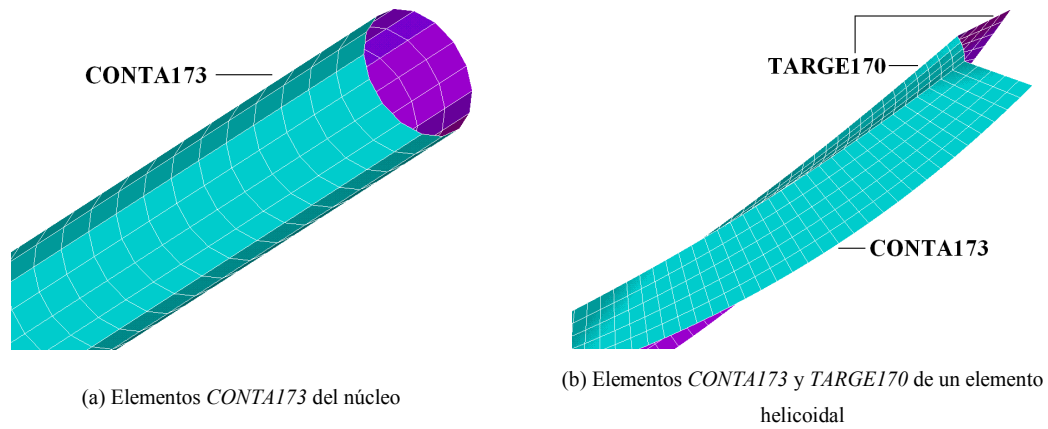 CONTA173
TARGE170
CONTA173
(a) Elementos CONTA173 del núcleo
(b) Elementos CONTA173 y TARGE170 de un elemento
helicoidal